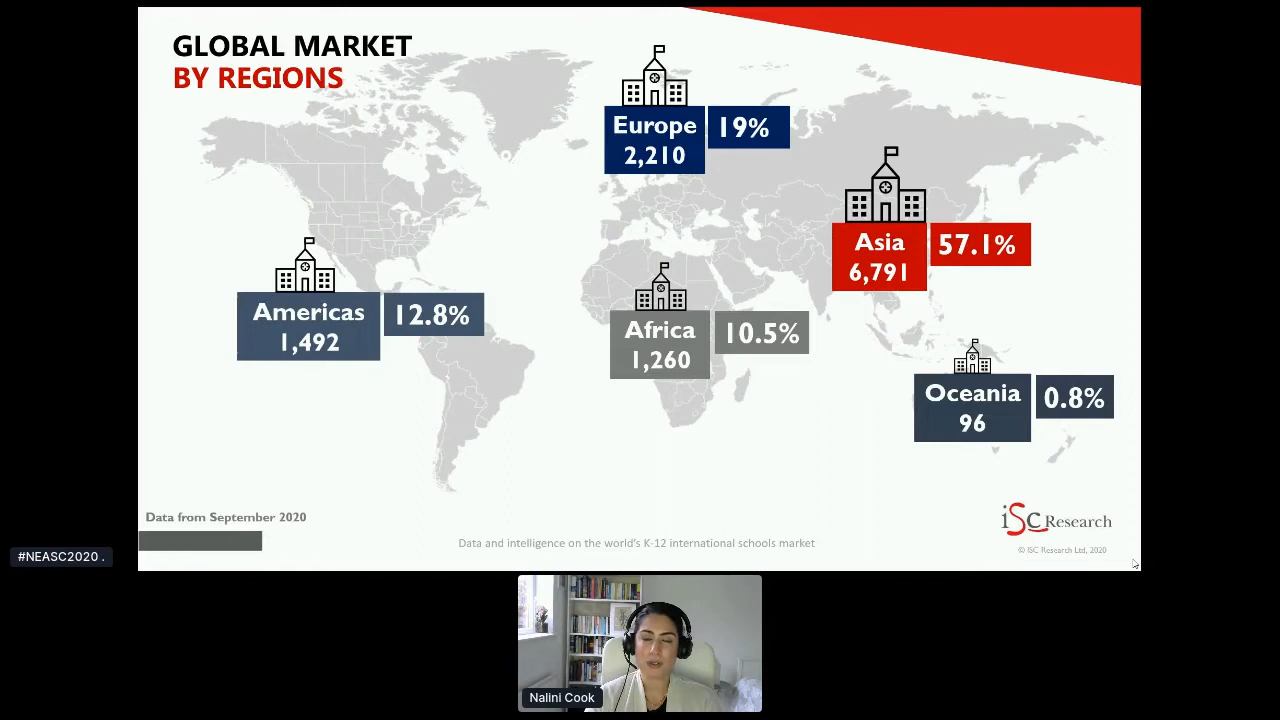 GLOBAL MARKET
BY REGIONS
Europe
2,210
19%
Asia
6,791
57.1%
Americas
1,492
12.8%
Africa
1,260
10.5%
Oceania
96
0.8%
Data from September 2020
iSC Research
Data and intelligence on the world's K-12 international schools market
© ISC Research Ltd, 2020
#NEASC2020 .
Nalini Cook